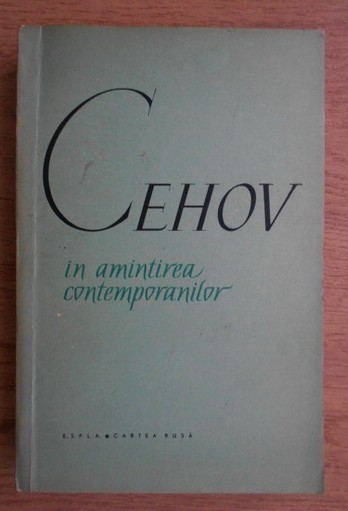 CEHOV
in amintirea
contemporanilor
E.S.P.L.A. ● CARTEA RUSĂ